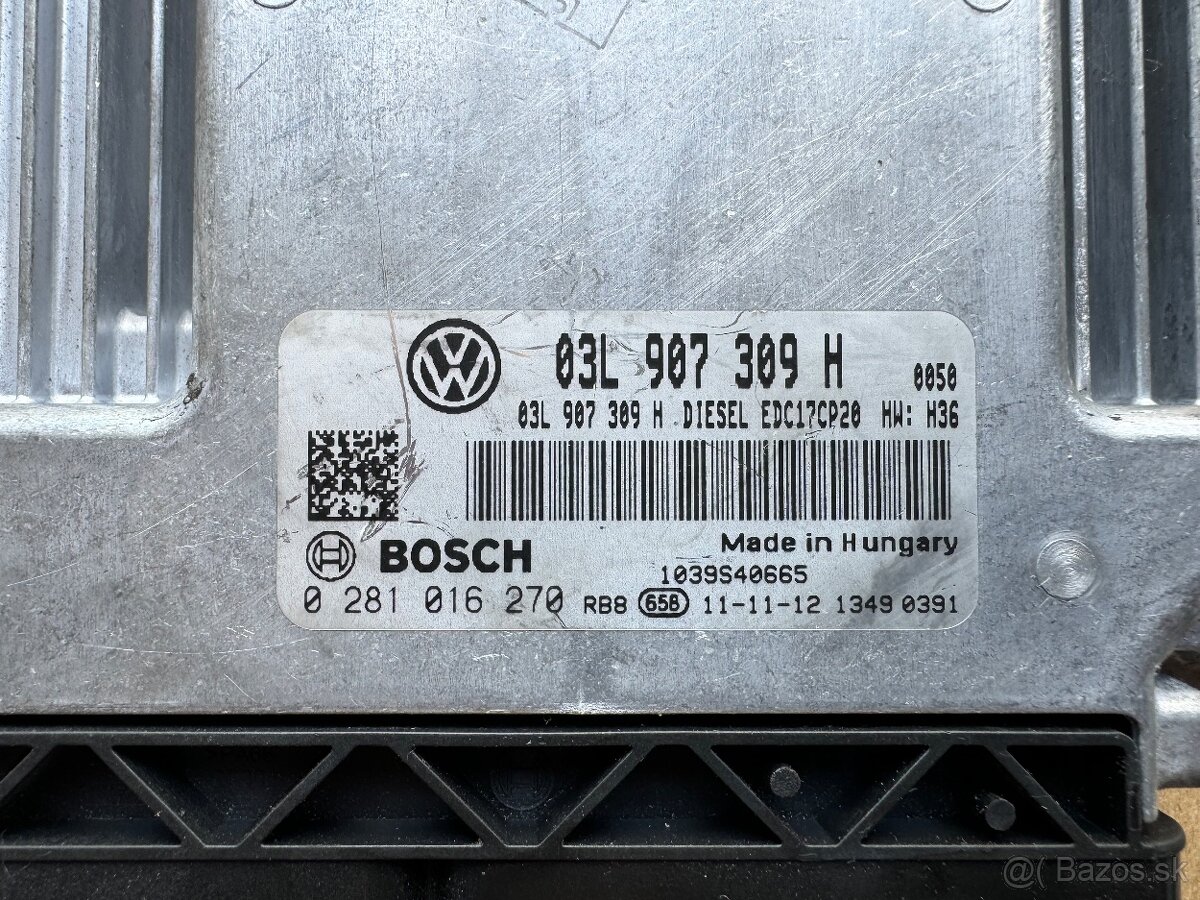 03L 907 309 H 0050
03L 907 309 H DIESEL EDC17CP20 HW: H36
Made in Hungary
BOSCH
1039S40665
0 281 016 270 RB8 65B 11-11-12 1349 0391
@( Bazos.sk